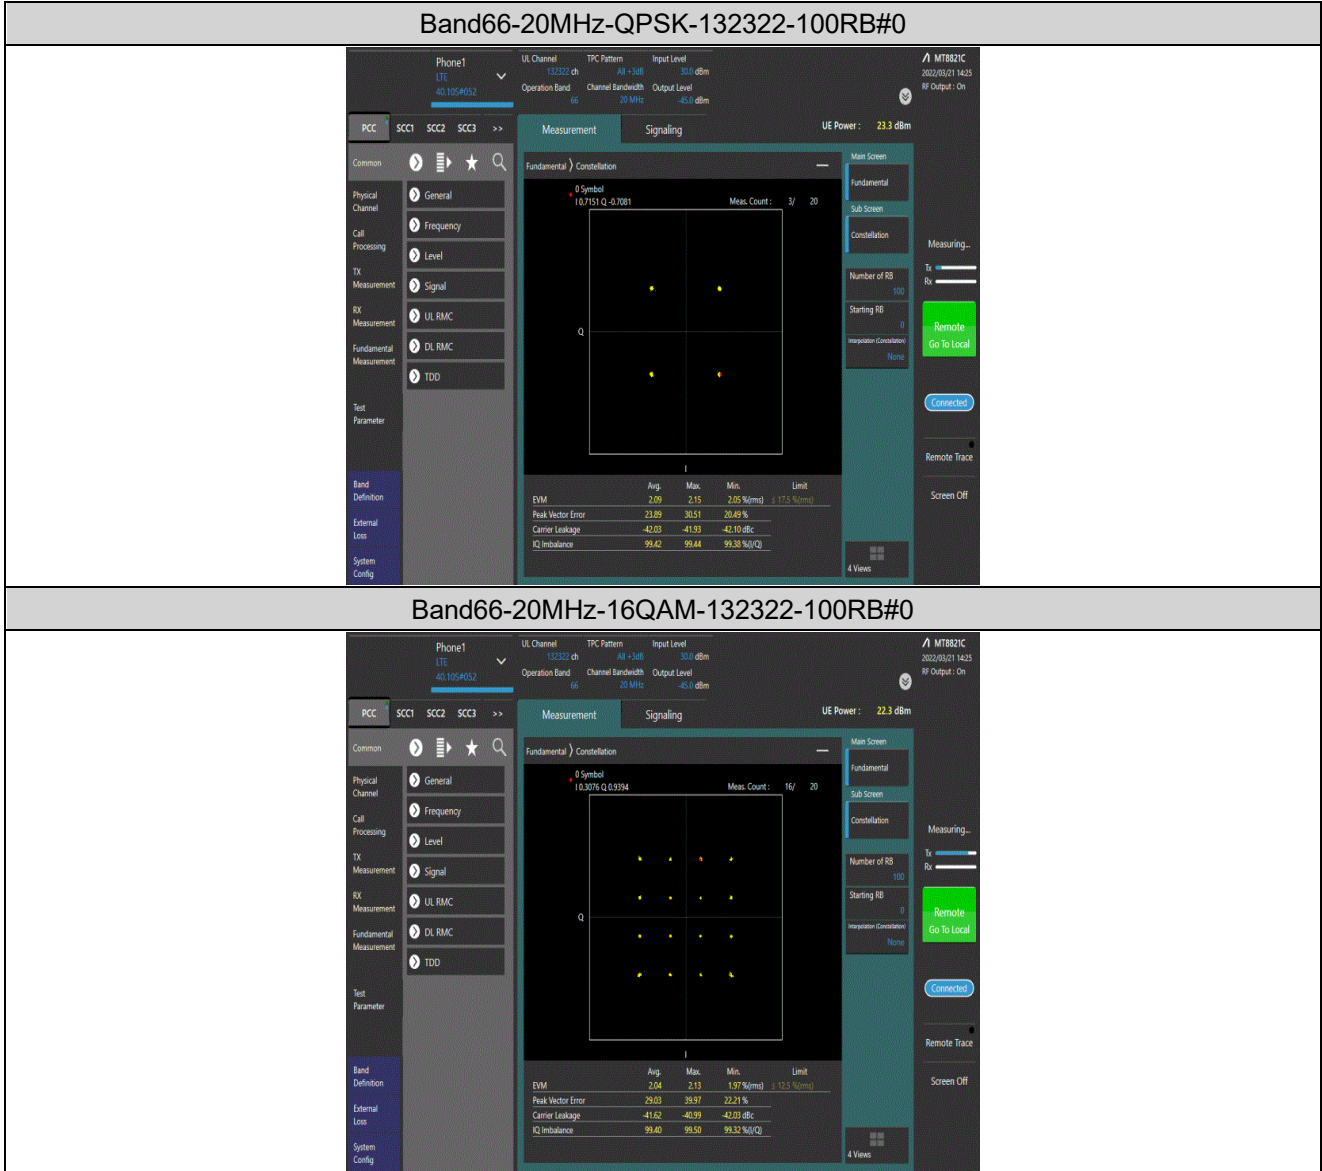 Band66-20MHz-QPSK-132322-100RB#0
Phone1
LTE
40.105#052
UL Channel TPC Pattern Input Level
132322 ch All +3dB 30.0 dBm
Operation Band Channel Bandwidth Output Level
66 20 MHz -45.0 dBm
MT8821C
2022/03/21 14:25
RF Output : On
PCC SCC1 SCC2 SCC3 >>
Measurement Signaling
UE Power : 23.3 dBm
Common
Physical
Channel
Call
Processing
TX
Measurement
RX
Measurement
Fundamental
Measurement
Test
Parameter
Band
Definition
External
Loss
System
Config
General
Frequency
Level
Signal
UL RMC
DL RMC
TDD
Fundamental Constellation
0 Symbol
I 0.7151 Q -0.7081 Meas. Count : 3/ 20
Q
I
Avg. Max. Min. Limit
EVM 2.09 2.15 2.05 %(rms) ≤ 17.5 %(rms)
Peak Vector Error 23.89 30.51 20.49 %
Carrier Leakage -42.03 -41.93 -42.10 dBc
IQ Imbalance 99.42 99.44 99.38 %(I/Q)
Main Screen
Fundamental
Sub Screen
Constellation
Number of RB
100
Starting RB
0
Interpolation (Constellation)
None
4 Views
Measuring...
Tx
Rx
Remote
Go To Local
Connected
Remote Trace
Screen Off
Band66-20MHz-16QAM-132322-100RB#0
Phone1
LTE
40.105#052
UL Channel TPC Pattern Input Level
132322 ch All +3dB 30.0 dBm
Operation Band Channel Bandwidth Output Level
66 20 MHz -45.0 dBm
MT8821C
2022/03/21 14:25
RF Output : On
PCC SCC1 SCC2 SCC3 >>
Measurement Signaling
UE Power : 22.3 dBm
Common
Physical
Channel
Call
Processing
TX
Measurement
RX
Measurement
Fundamental
Measurement
Test
Parameter
Band
Definition
External
Loss
System
Config
General
Frequency
Level
Signal
UL RMC
DL RMC
TDD
Fundamental Constellation
0 Symbol
I 0.3076 Q 0.9394 Meas. Count : 16/ 20
Q
I
Avg. Max. Min. Limit
EVM 2.04 2.13 1.97 %(rms) ≤ 12.5 %(rms)
Peak Vector Error 29.03 39.97 22.21 %
Carrier Leakage -41.62 -40.99 -42.03 dBc
IQ Imbalance 99.40 99.50 99.32 %(I/Q)
Main Screen
Fundamental
Sub Screen
Constellation
Number of RB
100
Starting RB
0
Interpolation (Constellation)
None
4 Views
Measuring...
Tx
Rx
Remote
Go To Local
Connected
Remote Trace
Screen Off